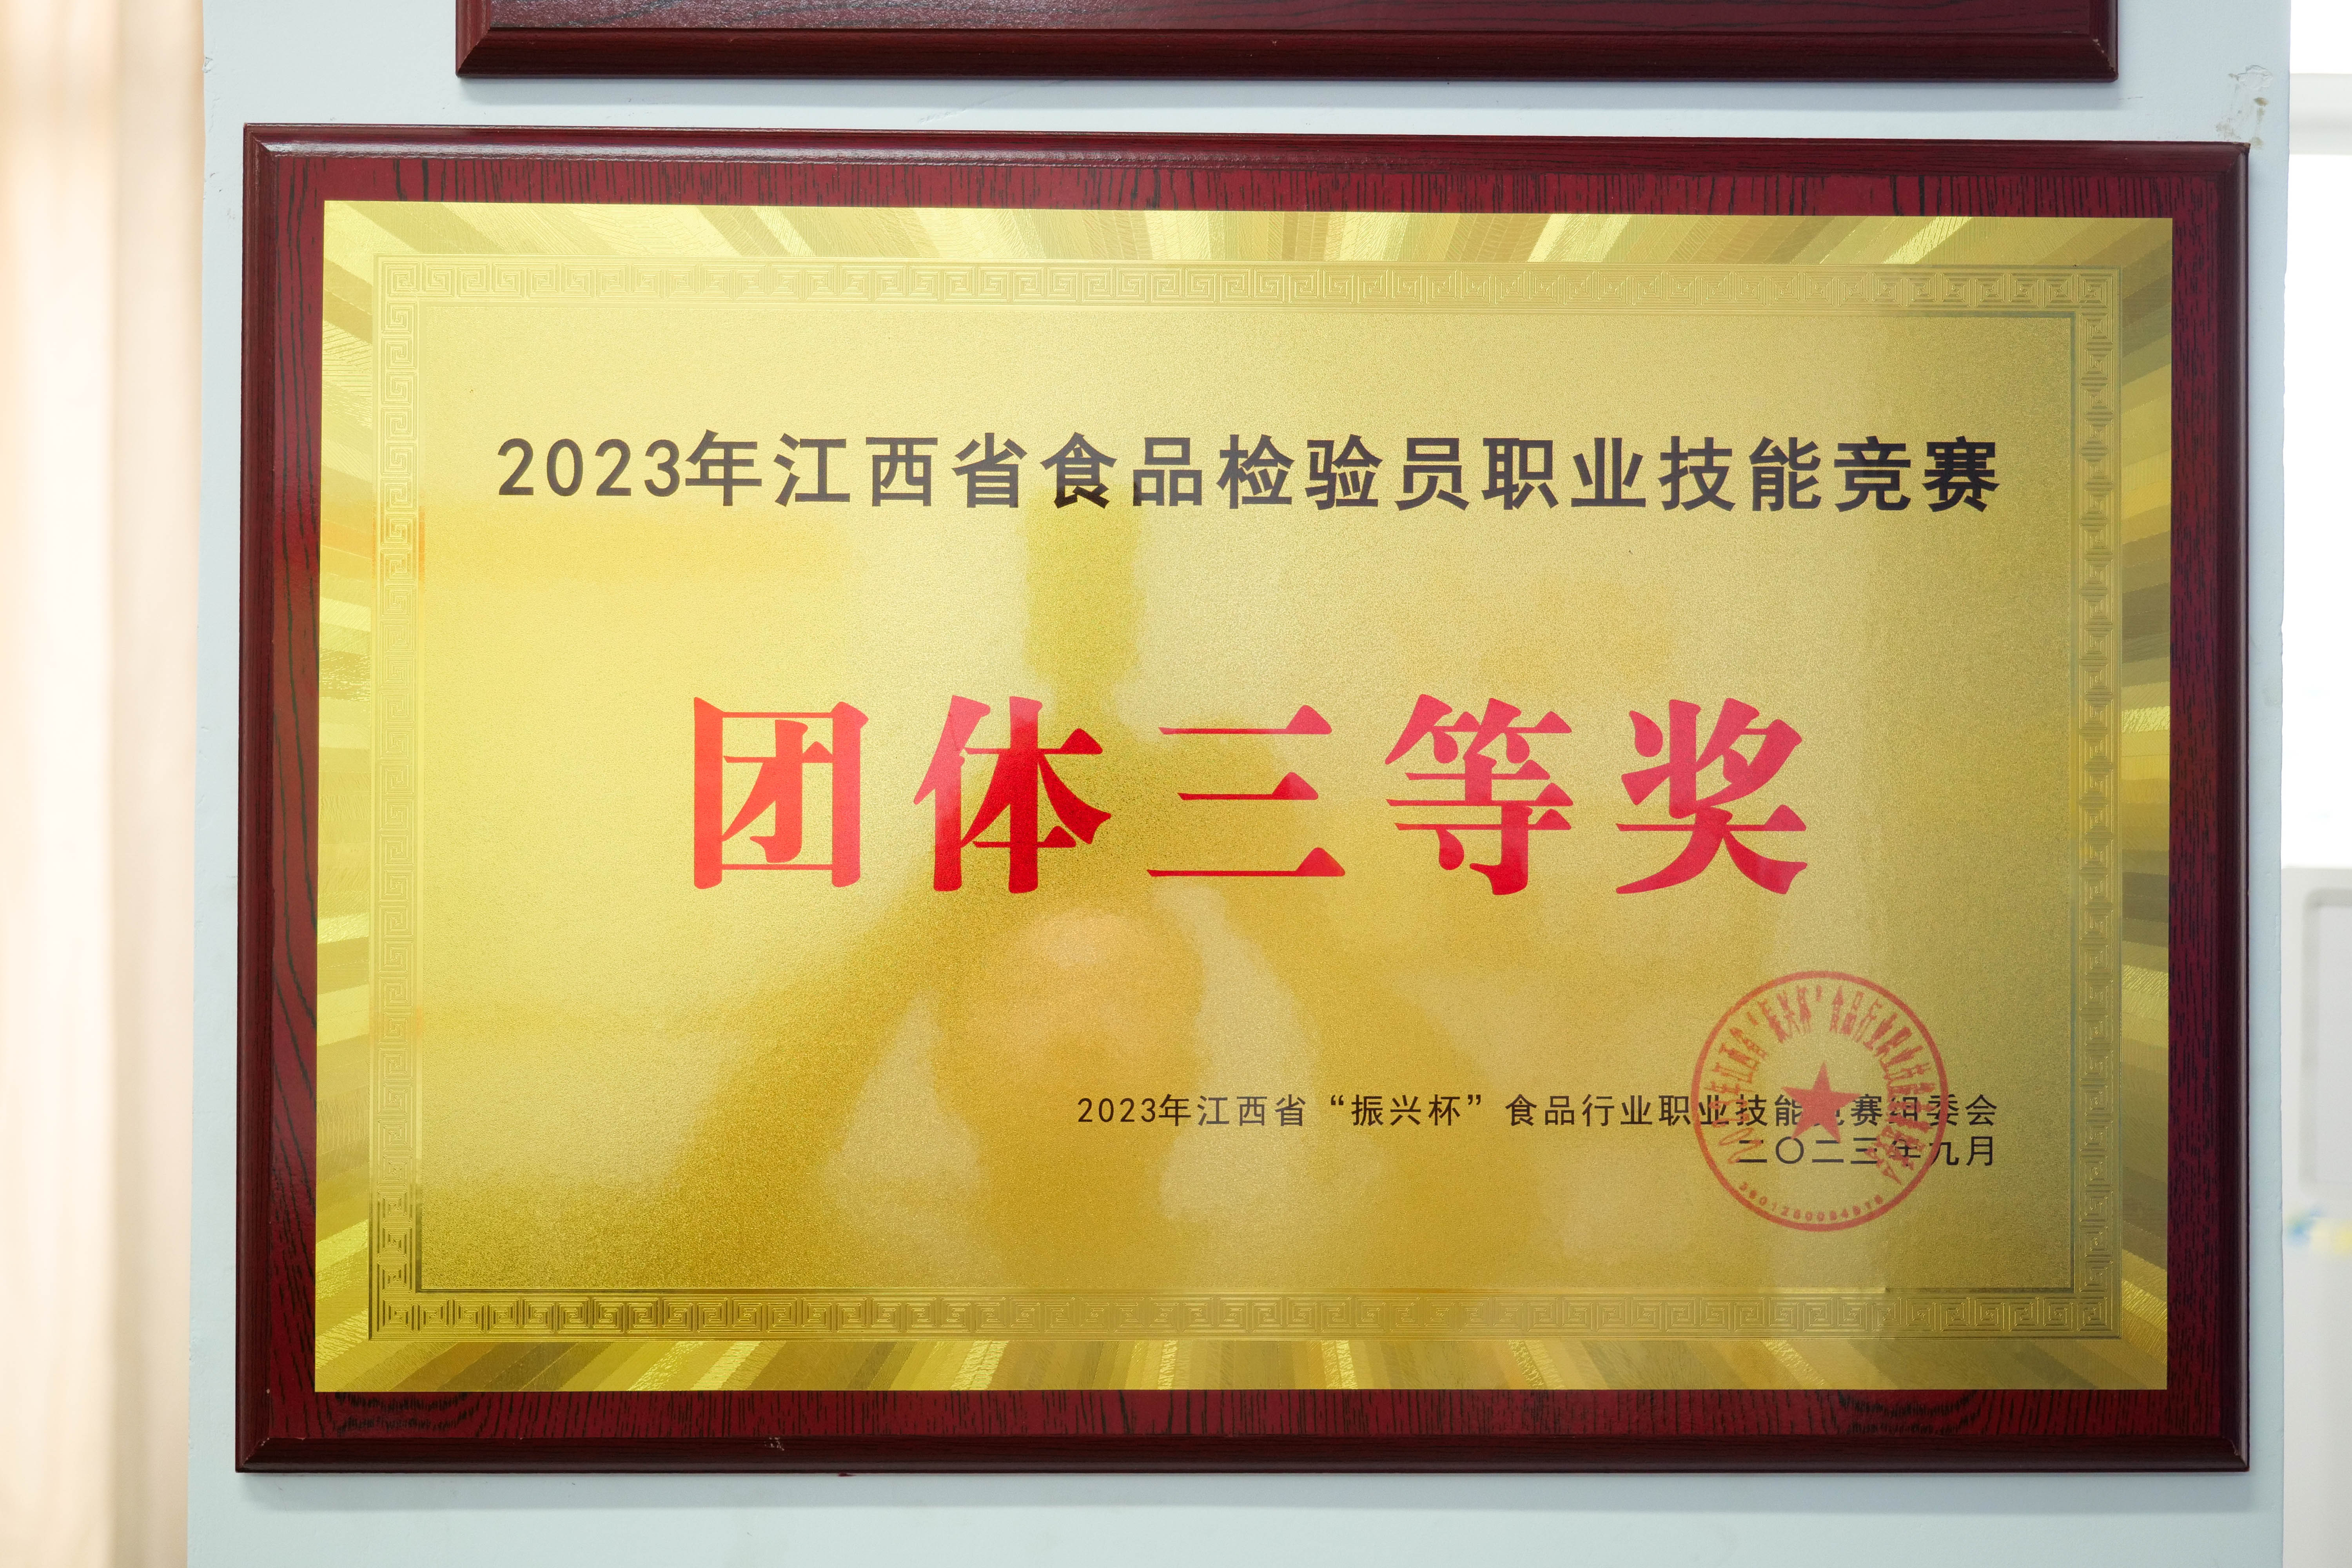 2023年江西省食品检验员职业技能竞赛
团体三等奖
2023年江西省“振兴杯”食品行业职业技能竞赛组委会
二〇二三年九月